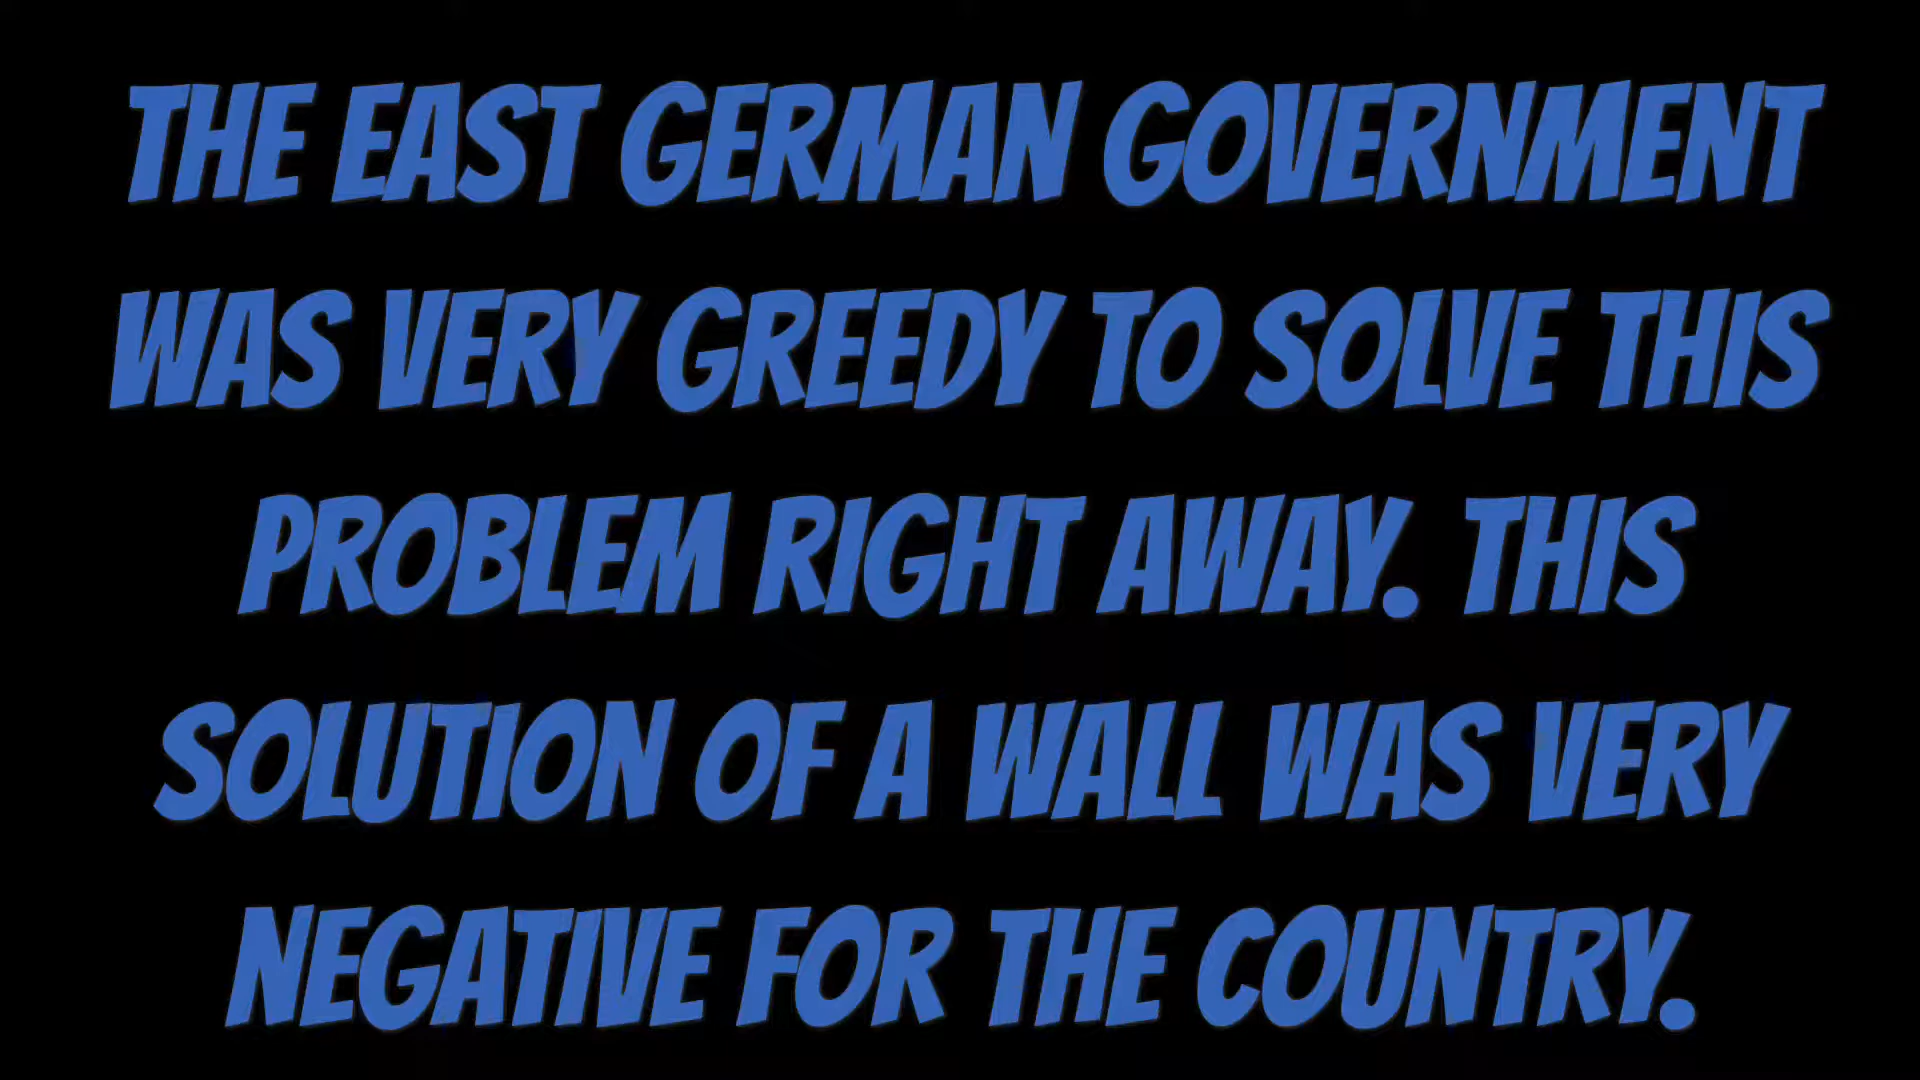 THE EAST GERMAN GOVERNMENT
WAS VERY GREEDY TO SOLVE THIS
PROBLEM RIGHT AWAY. THIS
SOLUTION OF A WALL WAS VERY
NEGATIVE FOR THE COUNTRY.